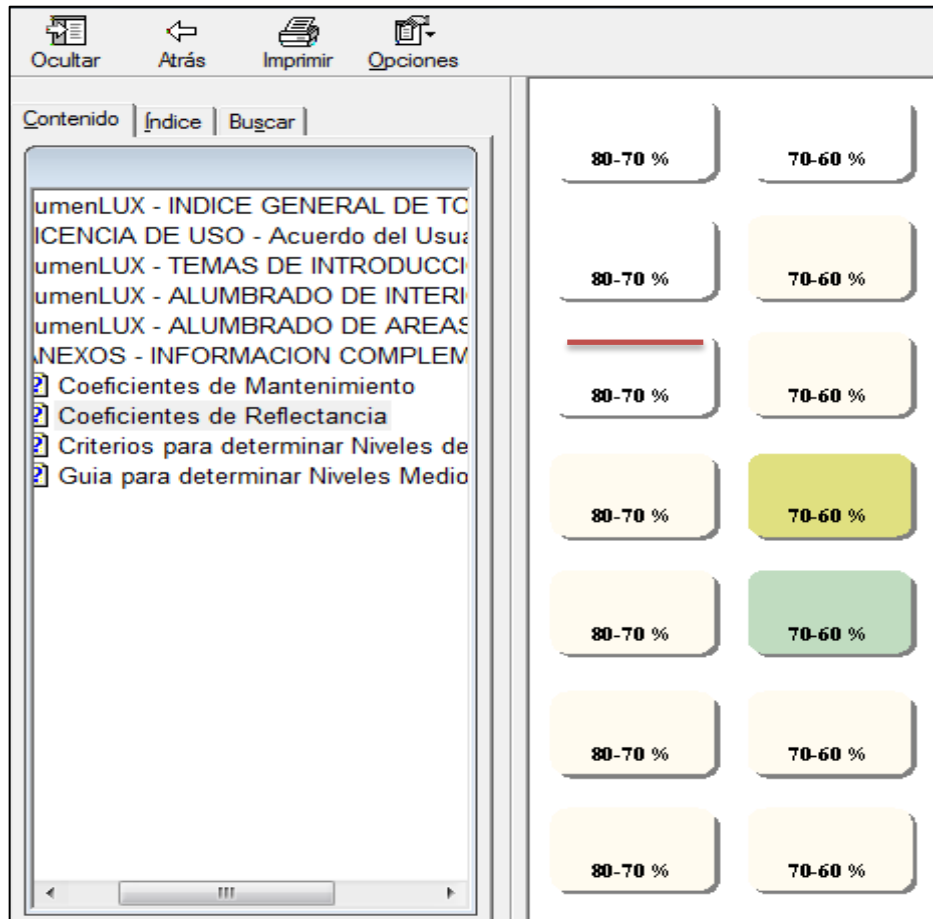 Ocultar Atrás Imprimir Opciones
Contenido Índice Buscar
umenLUX - INDICE GENERAL DE TO
ICENCIA DE USO - Acuerdo del Usua
umenLUX - TEMAS DE INTRODUCCI
umenLUX - ALUMBRADO DE INTERI
umenLUX - ALUMBRADO DE AREAS
ANEXOS - INFORMACION COMPLEM
Coeficientes de Mantenimiento
Coeficientes de Reflectancia
Criterios para determinar Niveles de
Guia para determinar Niveles Medio
80-70 % 70-60 %
80-70 % 70-60 %
80-70 % 70-60 %
80-70 % 70-60 %
80-70 % 70-60 %
80-70 % 70-60 %
80-70 % 70-60 %